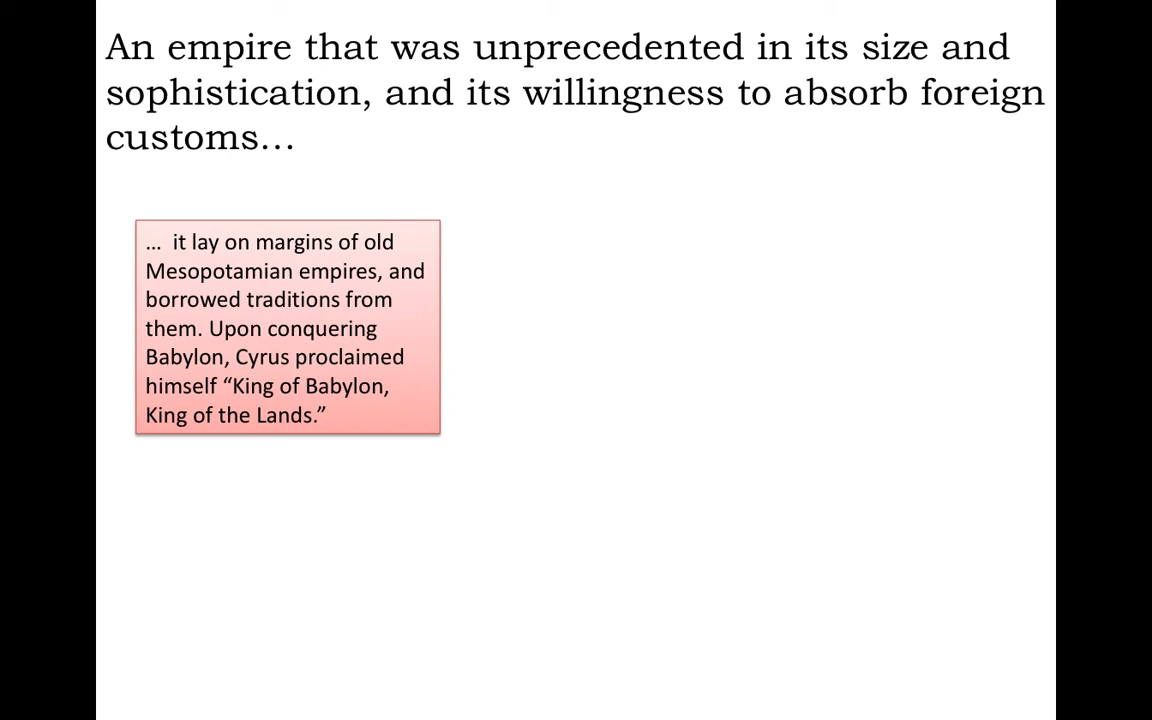 An empire that was unprecedented in its size and
sophistication, and its willingness to absorb foreign
customs…
… it lay on margins of old
Mesopotamian empires, and
borrowed traditions from
them. Upon conquering
Babylon, Cyrus proclaimed
himself “King of Babylon,
King of the Lands.”